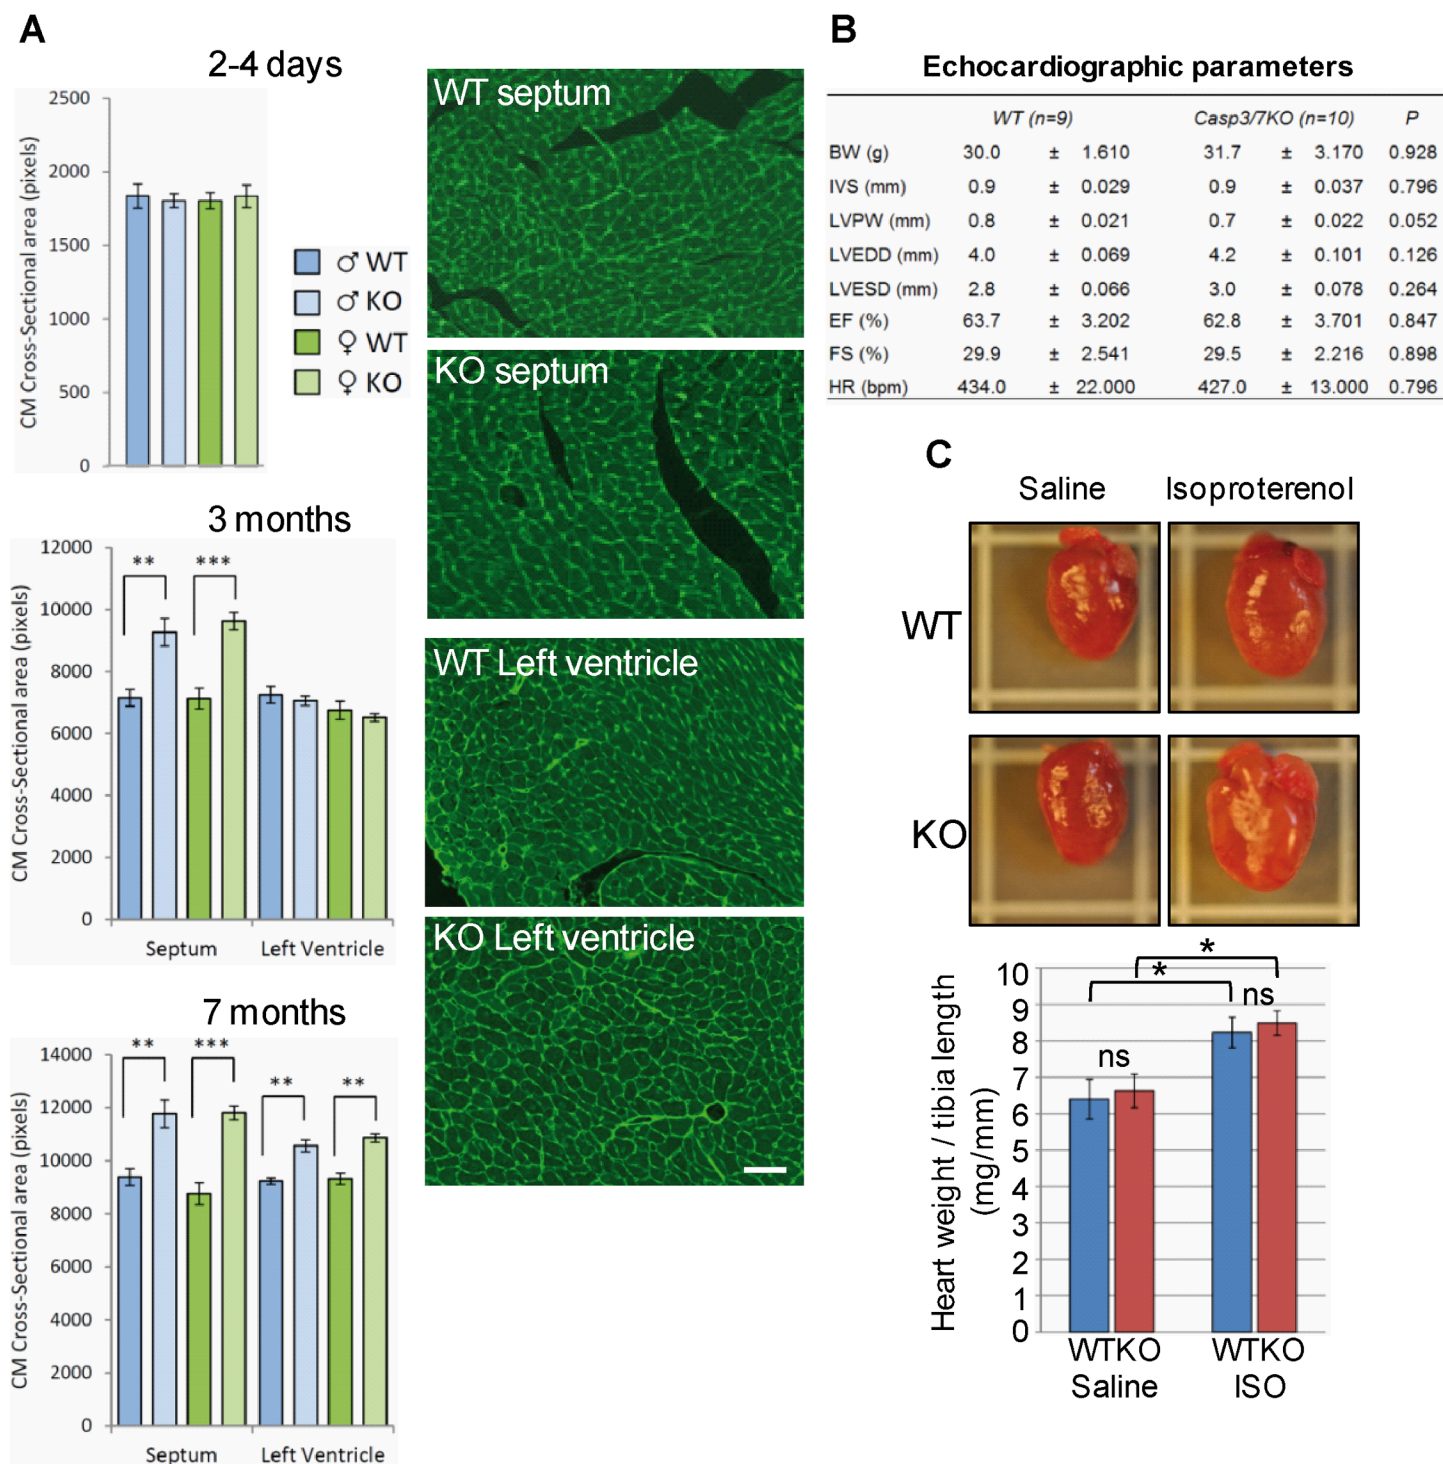 A
2-4 days
2500
2000
1500
1000
500
0
CM Cross-Sectional area (pixels)
♂ WT
♂ KO
♀ WT
♀ KO
3 months
12000
10000
8000
6000
4000
2000
0
CM Cross-Sectional area (pixels)
** ***
Septum Left Ventricle
7 months
14000
12000
10000
8000
6000
4000
2000
0
CM Cross-Sectional area (pixels)
** *** ** **
Septum Left Ventricle
WT septum
KO septum
WT Left ventricle
KO Left ventricle
B
Echocardiographic parameters
WT (n=9) Casp3/7KO (n=10) P
BW (g) 30.0 ± 1.610 31.7 ± 3.170 0.928
IVS (mm) 0.9 ± 0.029 0.9 ± 0.037 0.796
LVPW (mm) 0.8 ± 0.021 0.7 ± 0.022 0.052
LVEDD (mm) 4.0 ± 0.069 4.2 ± 0.101 0.126
LVESD (mm) 2.8 ± 0.066 3.0 ± 0.078 0.264
EF (%) 63.7 ± 3.202 62.8 ± 3.701 0.847
FS (%) 29.9 ± 2.541 29.5 ± 2.216 0.898
HR (bpm) 434.0 ± 22.000 427.0 ± 13.000 0.796
C
Saline Isoproterenol
WT
KO
Heart weight / tibia length
(mg/mm)
10
9
8
7
6
5
4
3
2
1
0
* *
ns ns
WTKO WTKO
Saline ISO